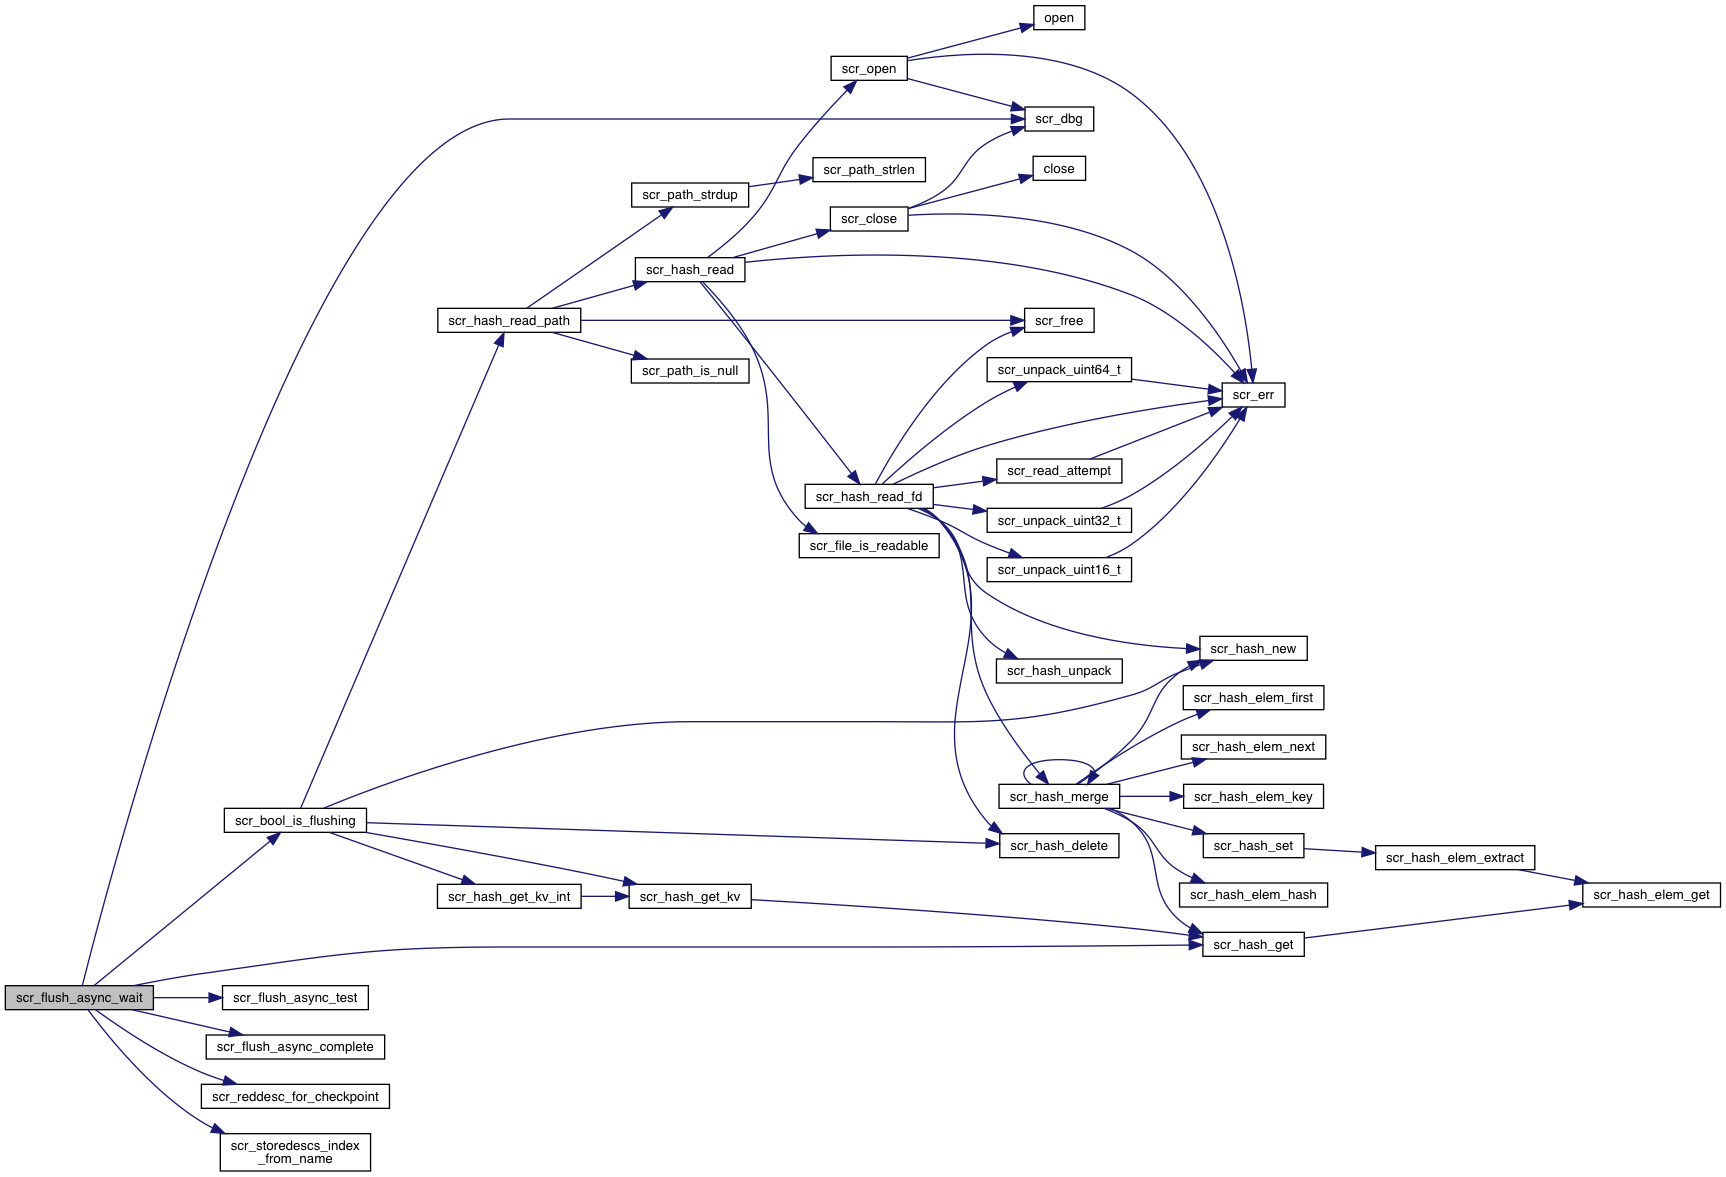 open
scr_open
scr_dbg
scr_path_strlen
close
scr_path_strdup
scr_close
scr_hash_read
scr_hash_read_path
scr_free
scr_path_is_null
scr_unpack_uint64_t
scr_err
scr_read_attempt
scr_hash_read_fd
scr_unpack_uint32_t
scr_file_is_readable
scr_unpack_uint16_t
scr_hash_new
scr_hash_unpack
scr_hash_elem_first
scr_hash_elem_next
scr_hash_merge
scr_hash_elem_key
scr_bool_is_flushing
scr_hash_delete
scr_hash_set
scr_hash_elem_extract
scr_hash_get_kv_int
scr_hash_get_kv
scr_hash_elem_hash
scr_hash_elem_get
scr_hash_get
scr_flush_async_wait
scr_flush_async_test
scr_flush_async_complete
scr_reddesc_for_checkpoint
scr_storedescs_index
_from_name